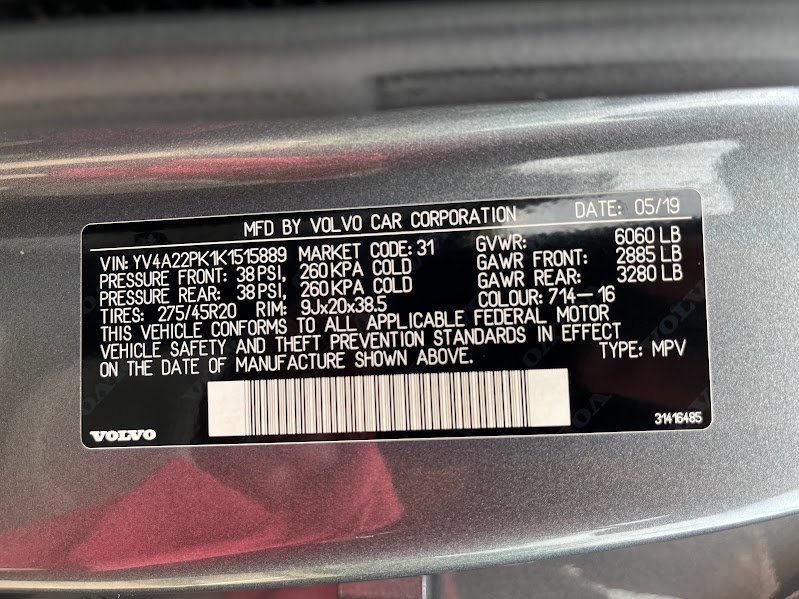 MFD BY VOLVO CAR CORPORATION DATE: 05/19
VIN: YV4A22PK1K1515889 MARKET CODE: 31 GVWR: 6060 LB
PRESSURE FRONT: 38 PSI, 260 KPA COLD GAWR FRONT: 2885 LB
PRESSURE REAR: 38 PSI, 260 KPA COLD GAWR REAR: 3280 LB
TIRES: 275/45R20 RIM: 9Jx20x38.5 COLOUR: 714-16
THIS VEHICLE CONFORMS TO ALL APPLICABLE FEDERAL MOTOR
VEHICLE SAFETY AND THEFT PREVENTION STANDARDS IN EFFECT
ON THE DATE OF MANUFACTURE SHOWN ABOVE. TYPE: MPV
VOLVO 31416485